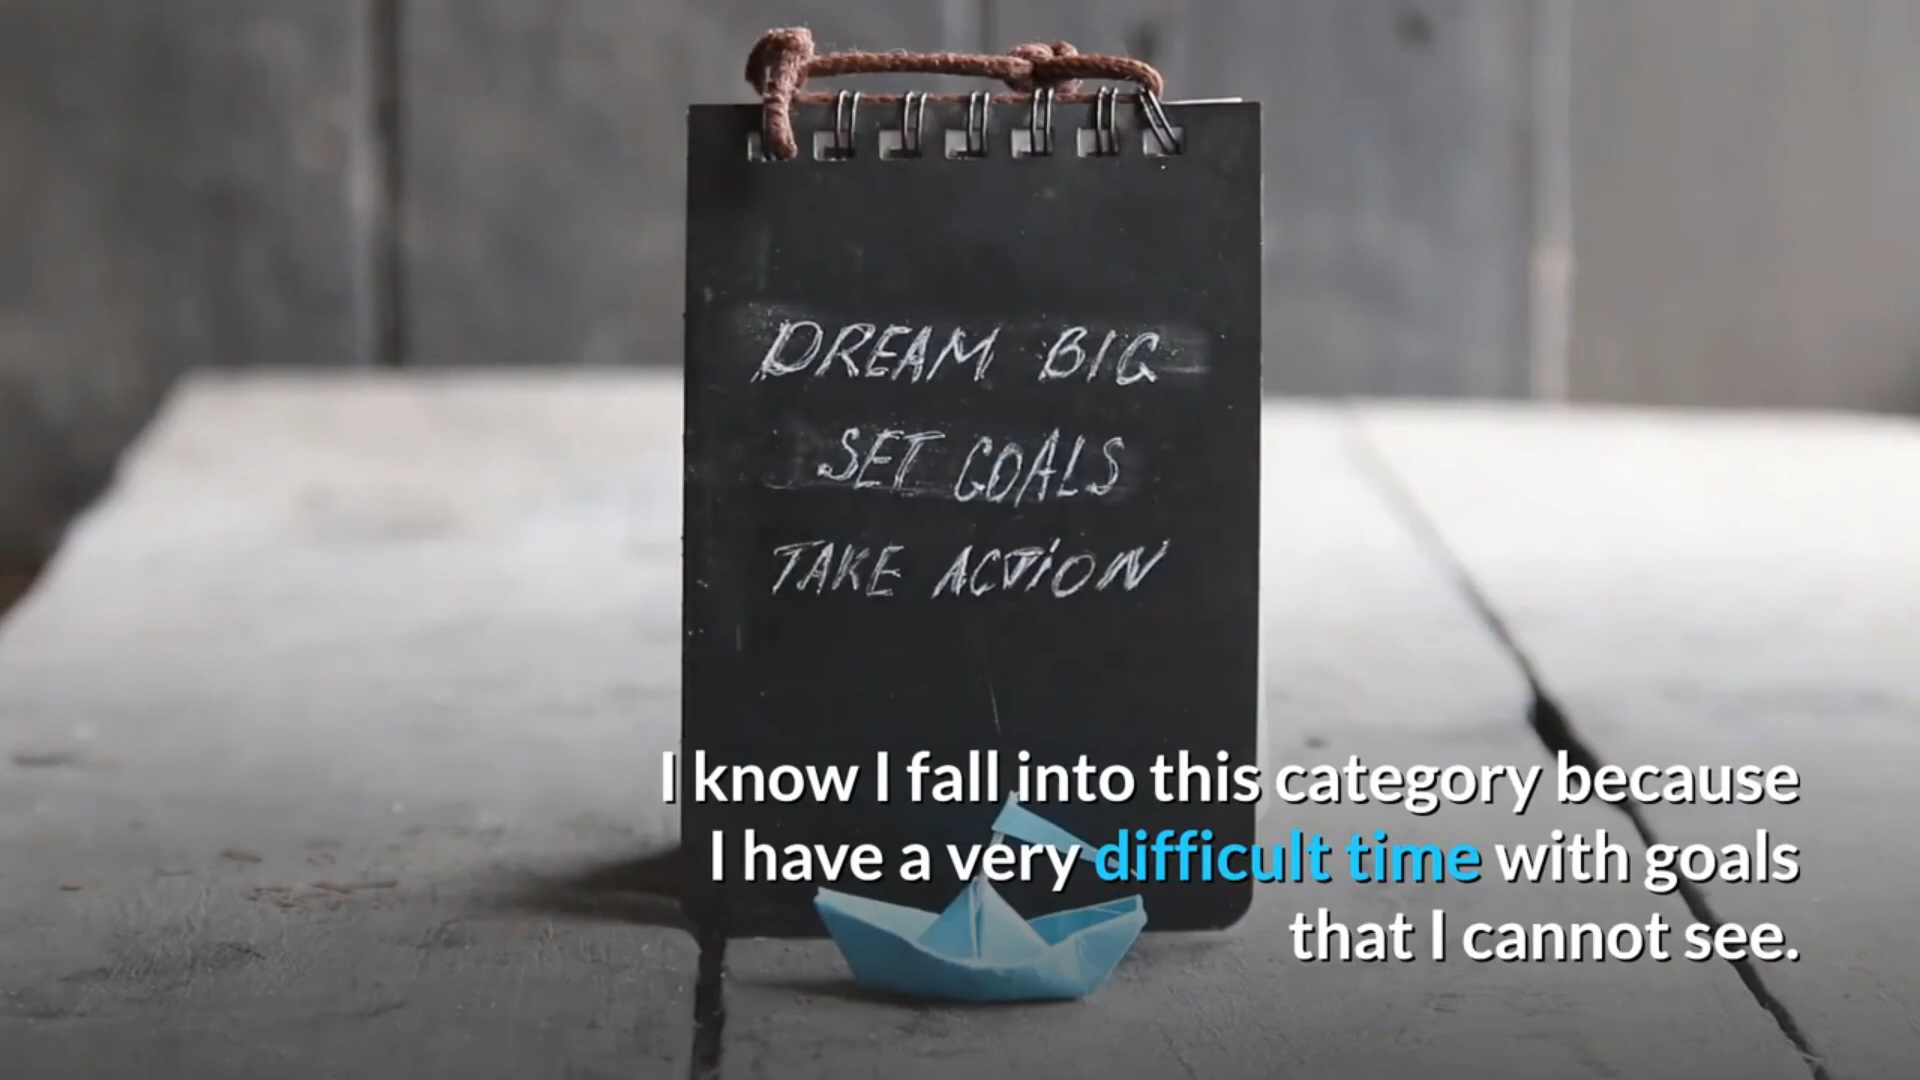 DREAM BIG
SET GOALS
TAKE ACTION
I know I fall into this category because
I have a very difficult time with goals
that I cannot see.